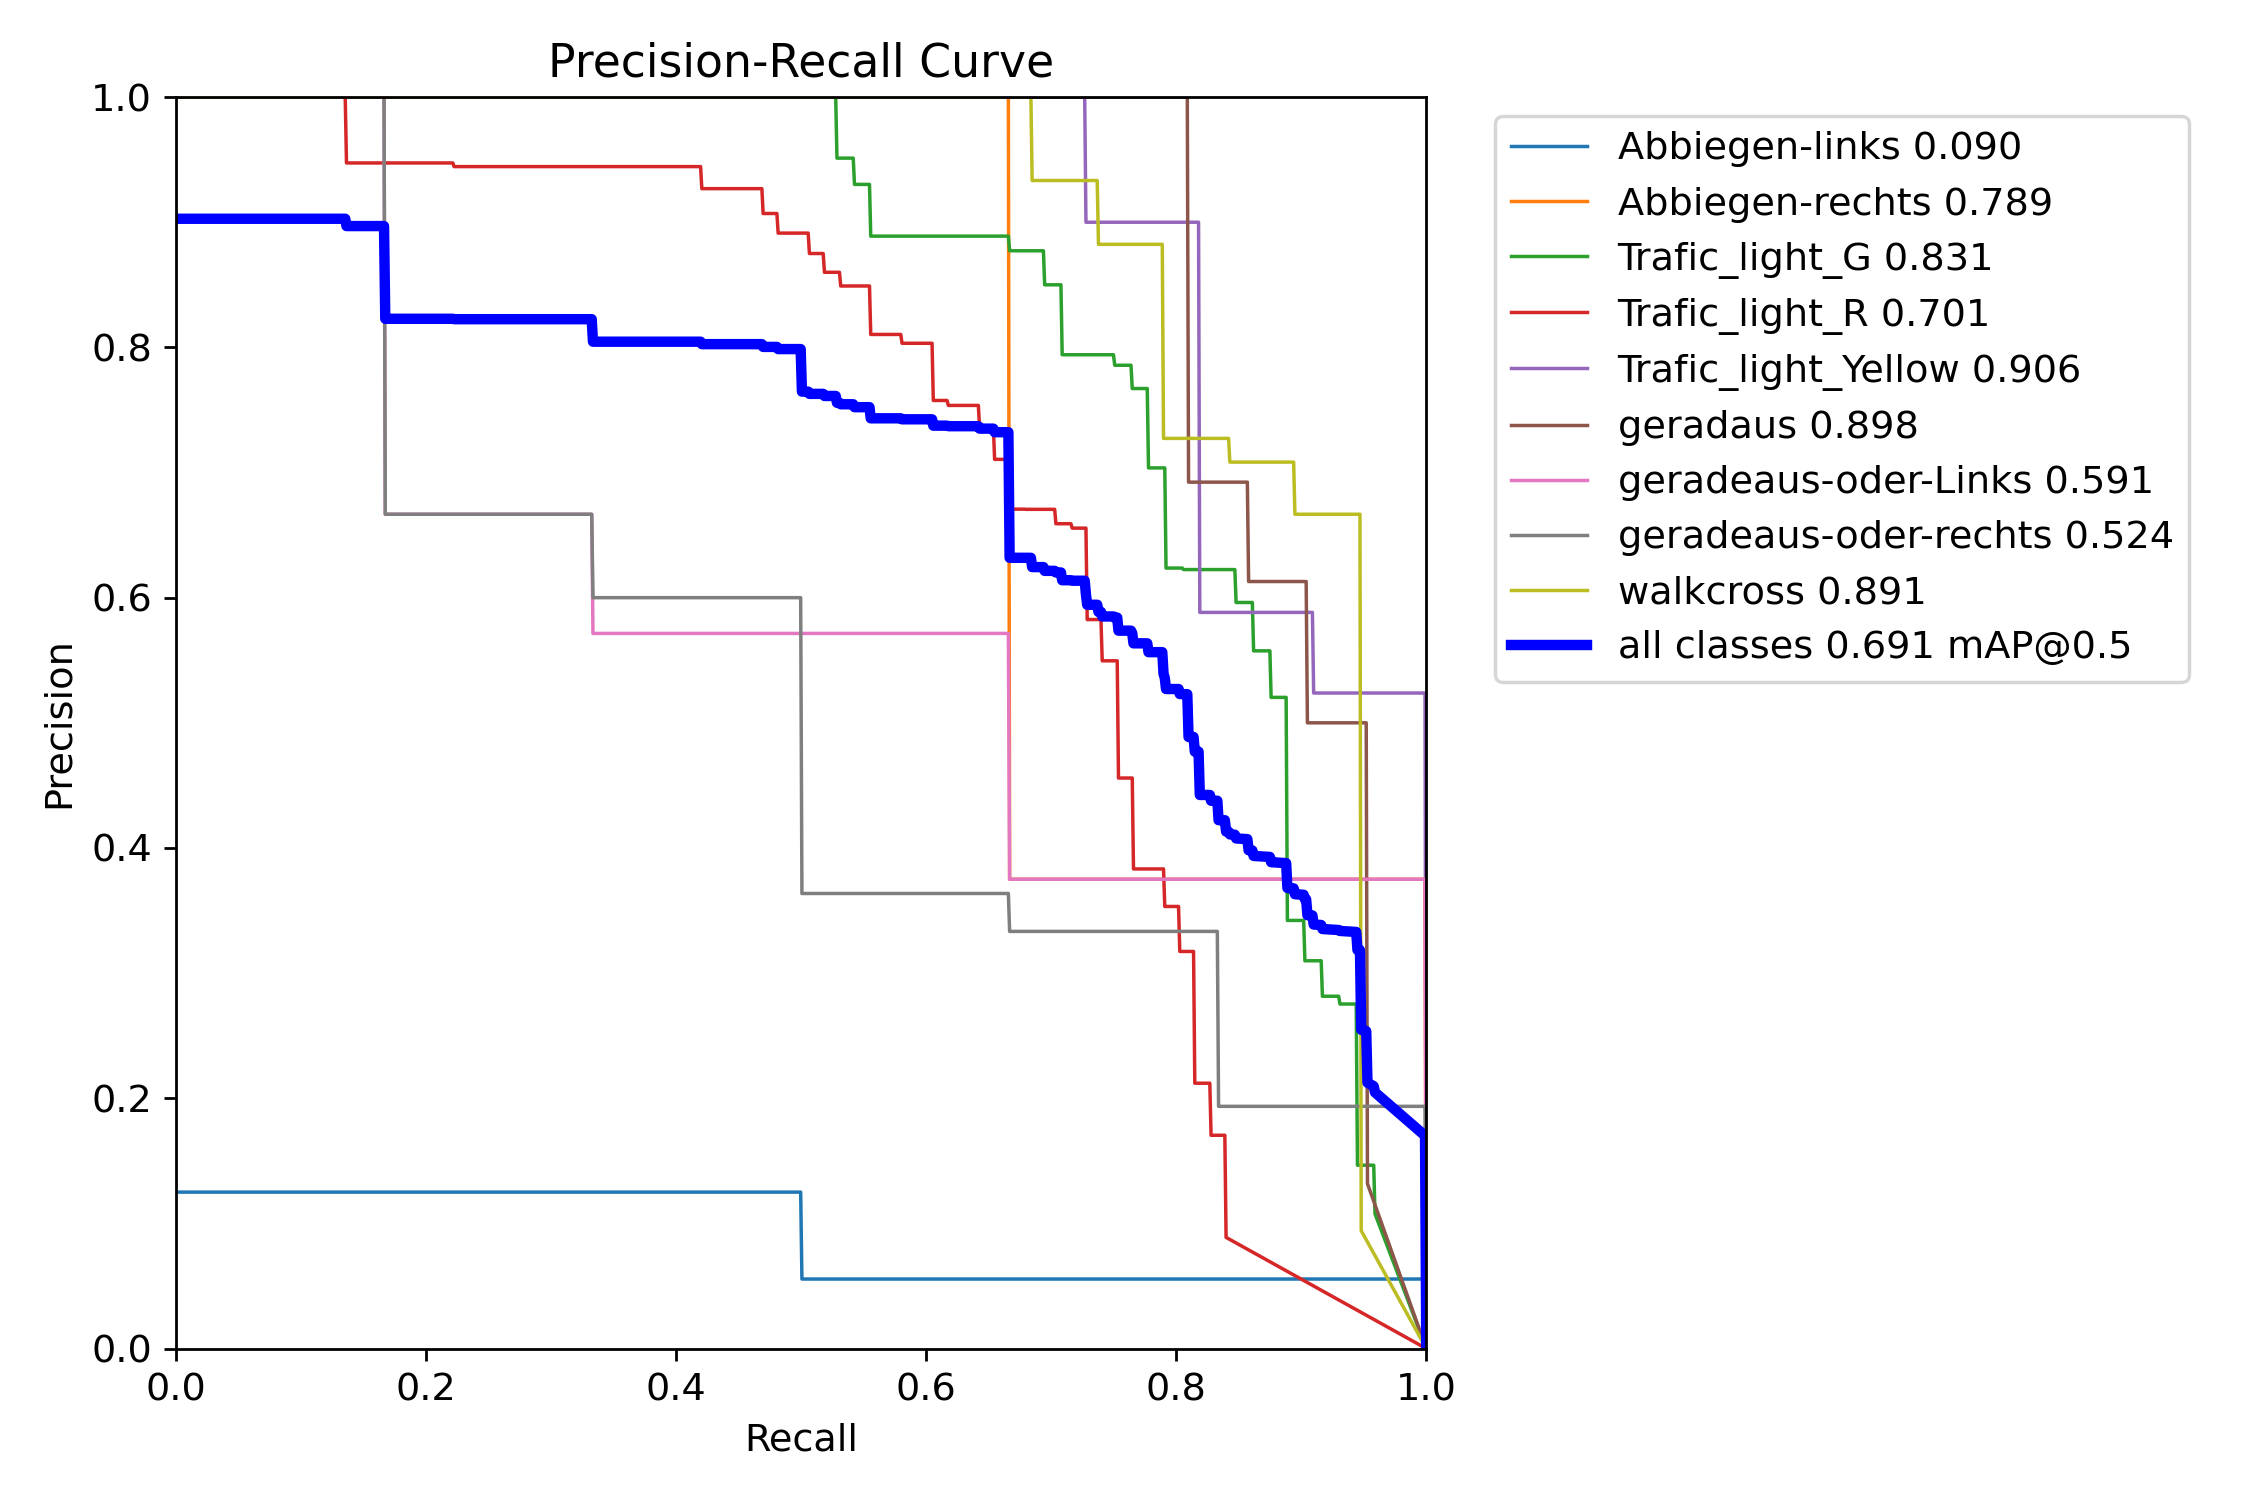 Precision-Recall Curve
1.0
0.8
0.6
0.4
0.2
0.0
Precision
0.0 0.2 0.4 0.6 0.8 1.0
Recall
Abbiegen-links 0.090
Abbiegen-rechts 0.789
Trafic_light_G 0.831
Trafic_light_R 0.701
Trafic_light_Yellow 0.906
geradaus 0.898
geradeaus-oder-Links 0.591
geradeaus-oder-rechts 0.524
walkcross 0.891
all classes 0.691 mAP@0.5